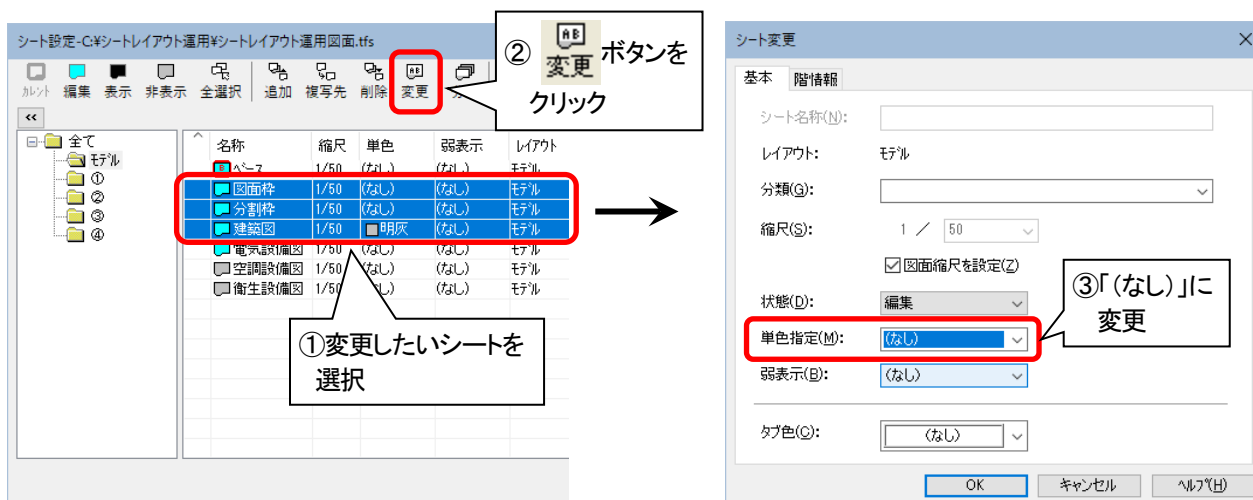 シート設定-C:¥シートレイアウト運用¥シートレイアウト運用図面.tfs
カレント 編集 表示 非表示 全選択 追加 複写先 削除 変更
<<
全て
モデル
①
②
③
④
名称 縮尺 単色 弱表示 レイアウト
ベース 1/50 (なし) (なし) モデル
図面枠 1/50 (なし) (なし) モデル
分割枠 1/50 (なし) (なし) モデル
建築図 1/50 明灰 (なし) モデル
電気設備図 1/50 (なし) (なし) モデル
空調設備図 1/50 (なし) (なし) モデル
衛生設備図 1/50 (なし) モデル
①変更したいシートを
選択
② AB 変更 ボタンを
クリック
シート変更
基本 階情報
シート名称(N):
レイアウト: モデル
分類(G):
縮尺(S): 1 / 50
図面縮尺を設定(Z)
状態(D): 編集
単色指定(M): (なし)
弱表示(B): (なし)
タブ色(C): (なし)
OK キャンセル ヘルプ(H)
③「(なし)」に
変更